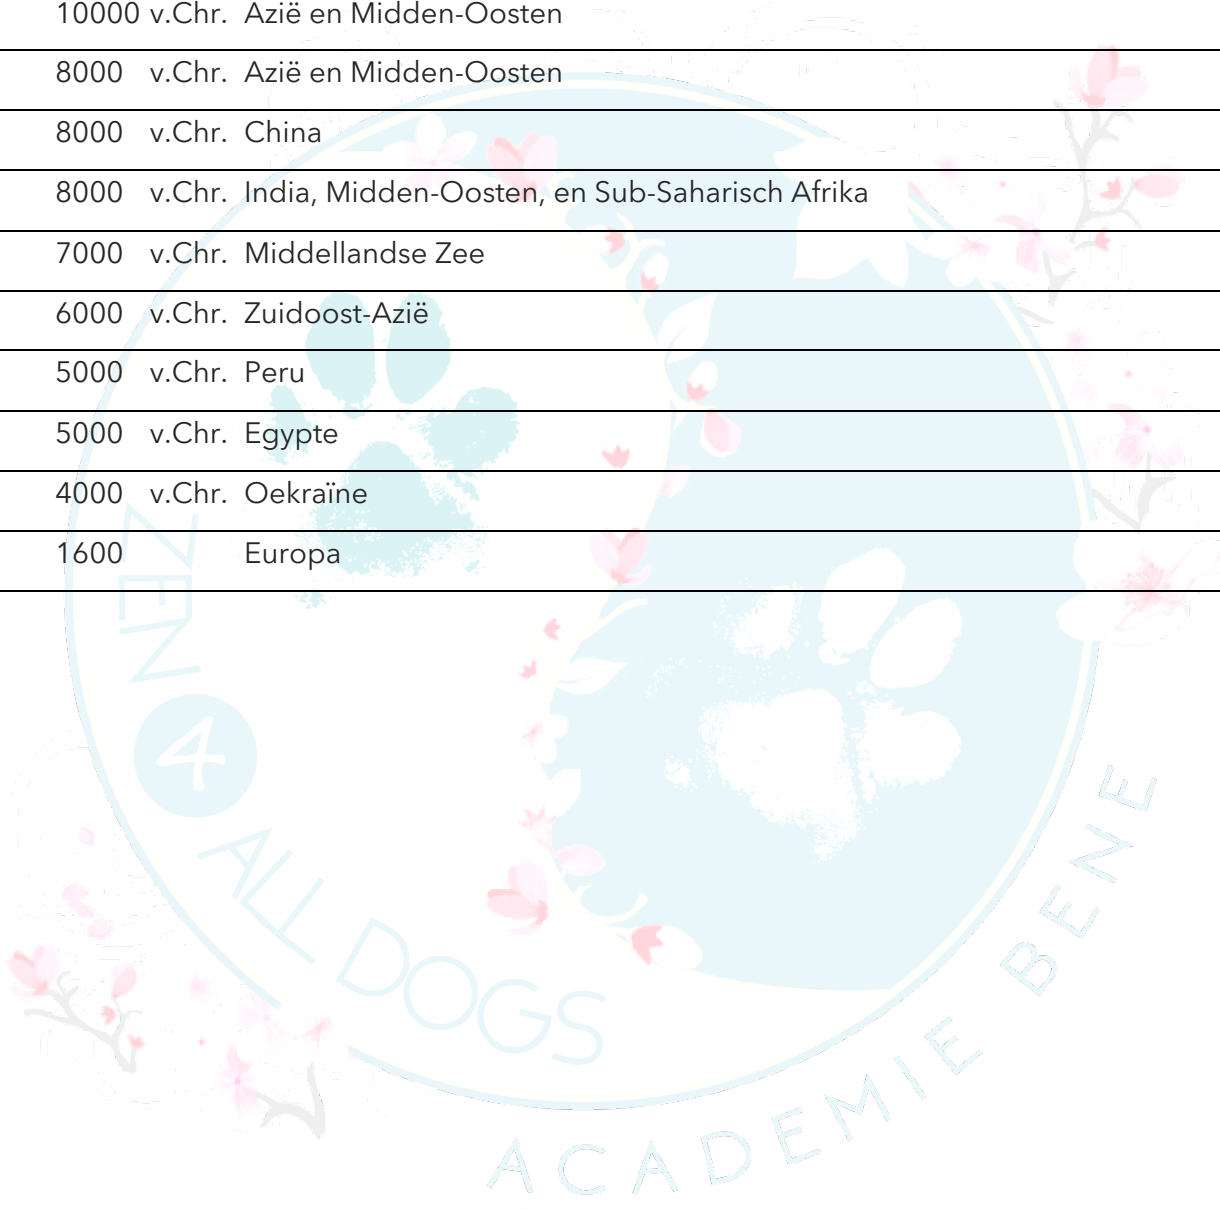 10000 v.Chr. Azië en Midden-Oosten
8000 v.Chr. Azië en Midden-Oosten
8000 v.Chr. China
8000 v.Chr. India, Midden-Oosten, en Sub-Saharisch Afrika
7000 v.Chr. Middellandse Zee
6000 v.Chr. Zuidoost-Azië
5000 v.Chr. Peru
5000 v.Chr. Egypte
4000 v.Chr. Oekraïne
1600 Europa
ZEN 4 ALL DOGS
ACADEMIE BENE